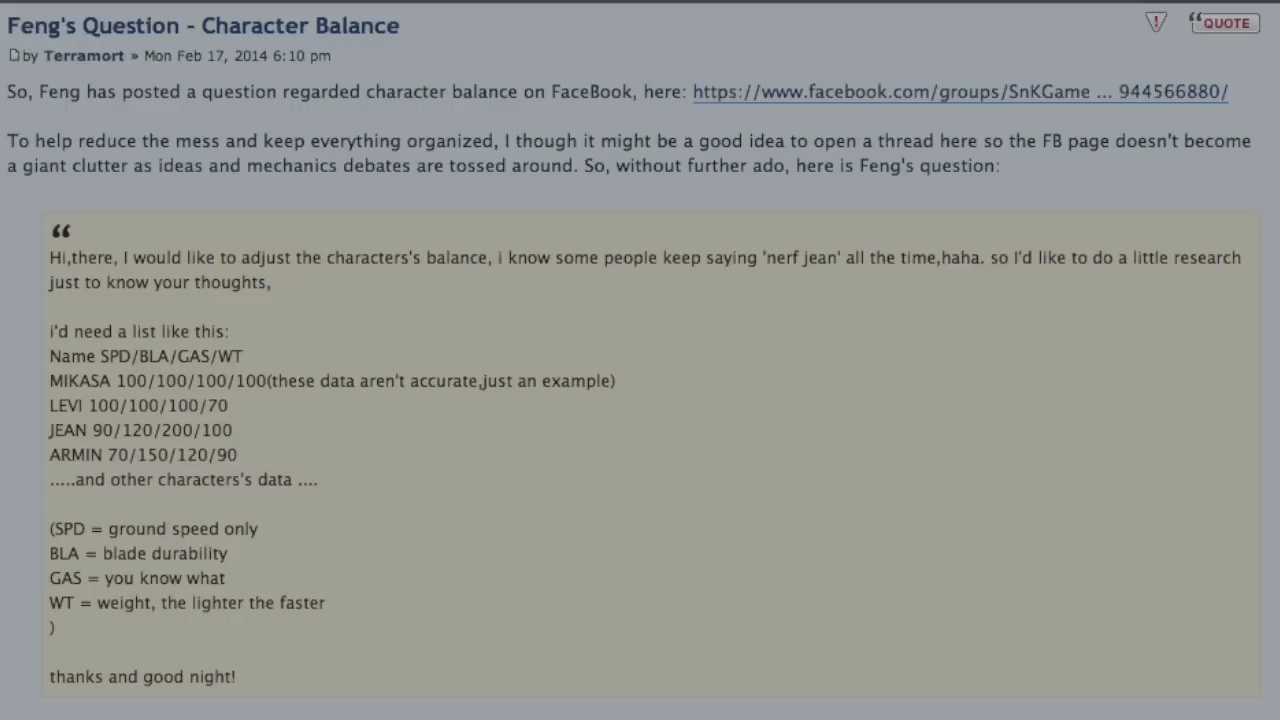 Feng's Question - Character Balance
QUOTE
by Terramort » Mon Feb 17, 2014 6:10 pm
So, Feng has posted a question regarded character balance on FaceBook, here: https://www.facebook.com/groups/SnKGame ... 944566880/
To help reduce the mess and keep everything organized, I though it might be a good idea to open a thread here so the FB page doesn't become
a giant clutter as ideas and mechanics debates are tossed around. So, without further ado, here is Feng's question:
“
Hi,there, I would like to adjust the characters's balance, i know some people keep saying 'nerf jean' all the time,haha. so I'd like to do a little research
just to know your thoughts,
i'd need a list like this:
Name SPD/BLA/GAS/WT
MIKASA 100/100/100/100(these data aren't accurate,just an example)
LEVI 100/100/100/70
JEAN 90/120/200/100
ARMIN 70/150/120/90
.....and other characters's data ....
(SPD = ground speed only
BLA = blade durability
GAS = you know what
WT = weight, the lighter the faster
)
thanks and good night!